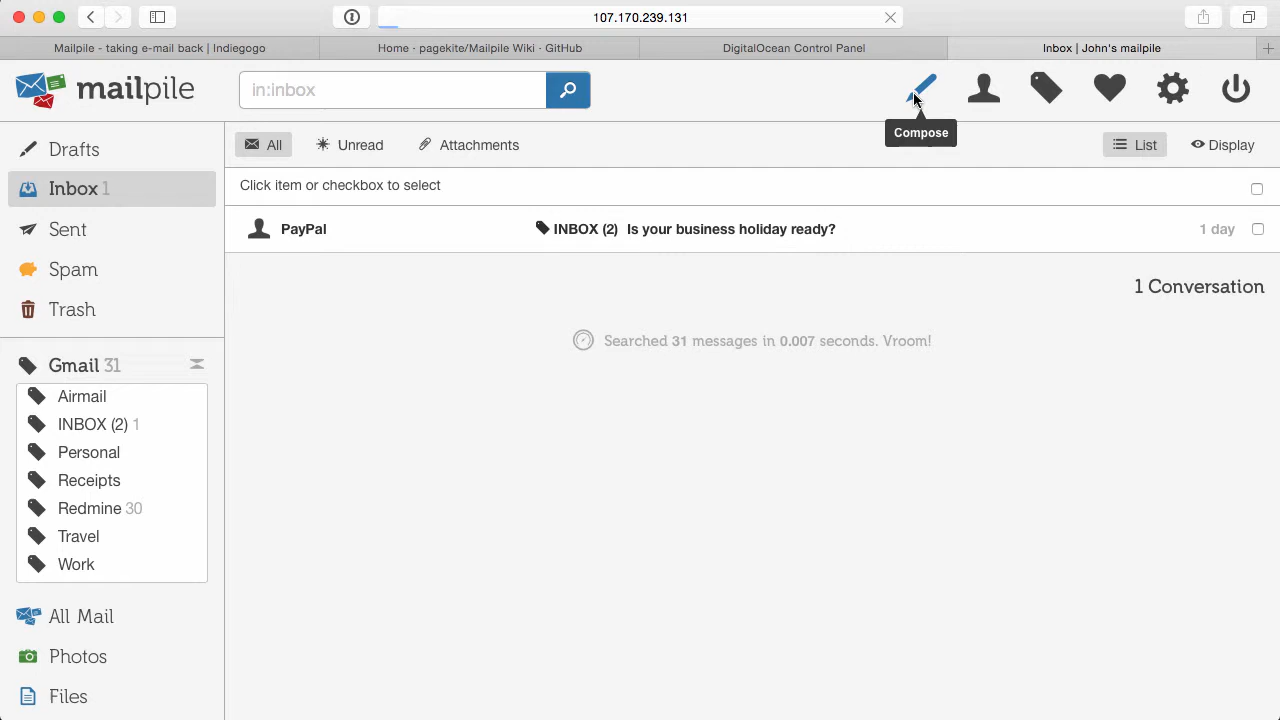 107.170.239.131
Mailpile - taking e-mail back | Indiegogo
Home · pagekite/Mailpile Wiki · GitHub
DigitalOcean Control Panel
Inbox | John's mailpile
mailpile
in:inbox
Compose
Drafts
Inbox 1
Sent
Spam
Trash
Gmail 31
Airmail
INBOX (2) 1
Personal
Receipts
Redmine 30
Travel
Work
All Mail
Photos
Files
All
Unread
Attachments
List
Display
Click item or checkbox to select
PayPal
INBOX (2) Is your business holiday ready?
1 day
1 Conversation
Searched 31 messages in 0.007 seconds. Vroom!